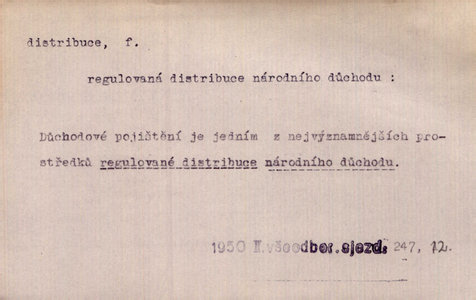 distribuce, f.
regulovaná distribuce národního důchodu :
Důchodové pojištění je jedním z nejvýznamnějších pro-
středků regulované distribuce národního důchodu.
1950 II.všeodbor.sjezd. 247, 12.